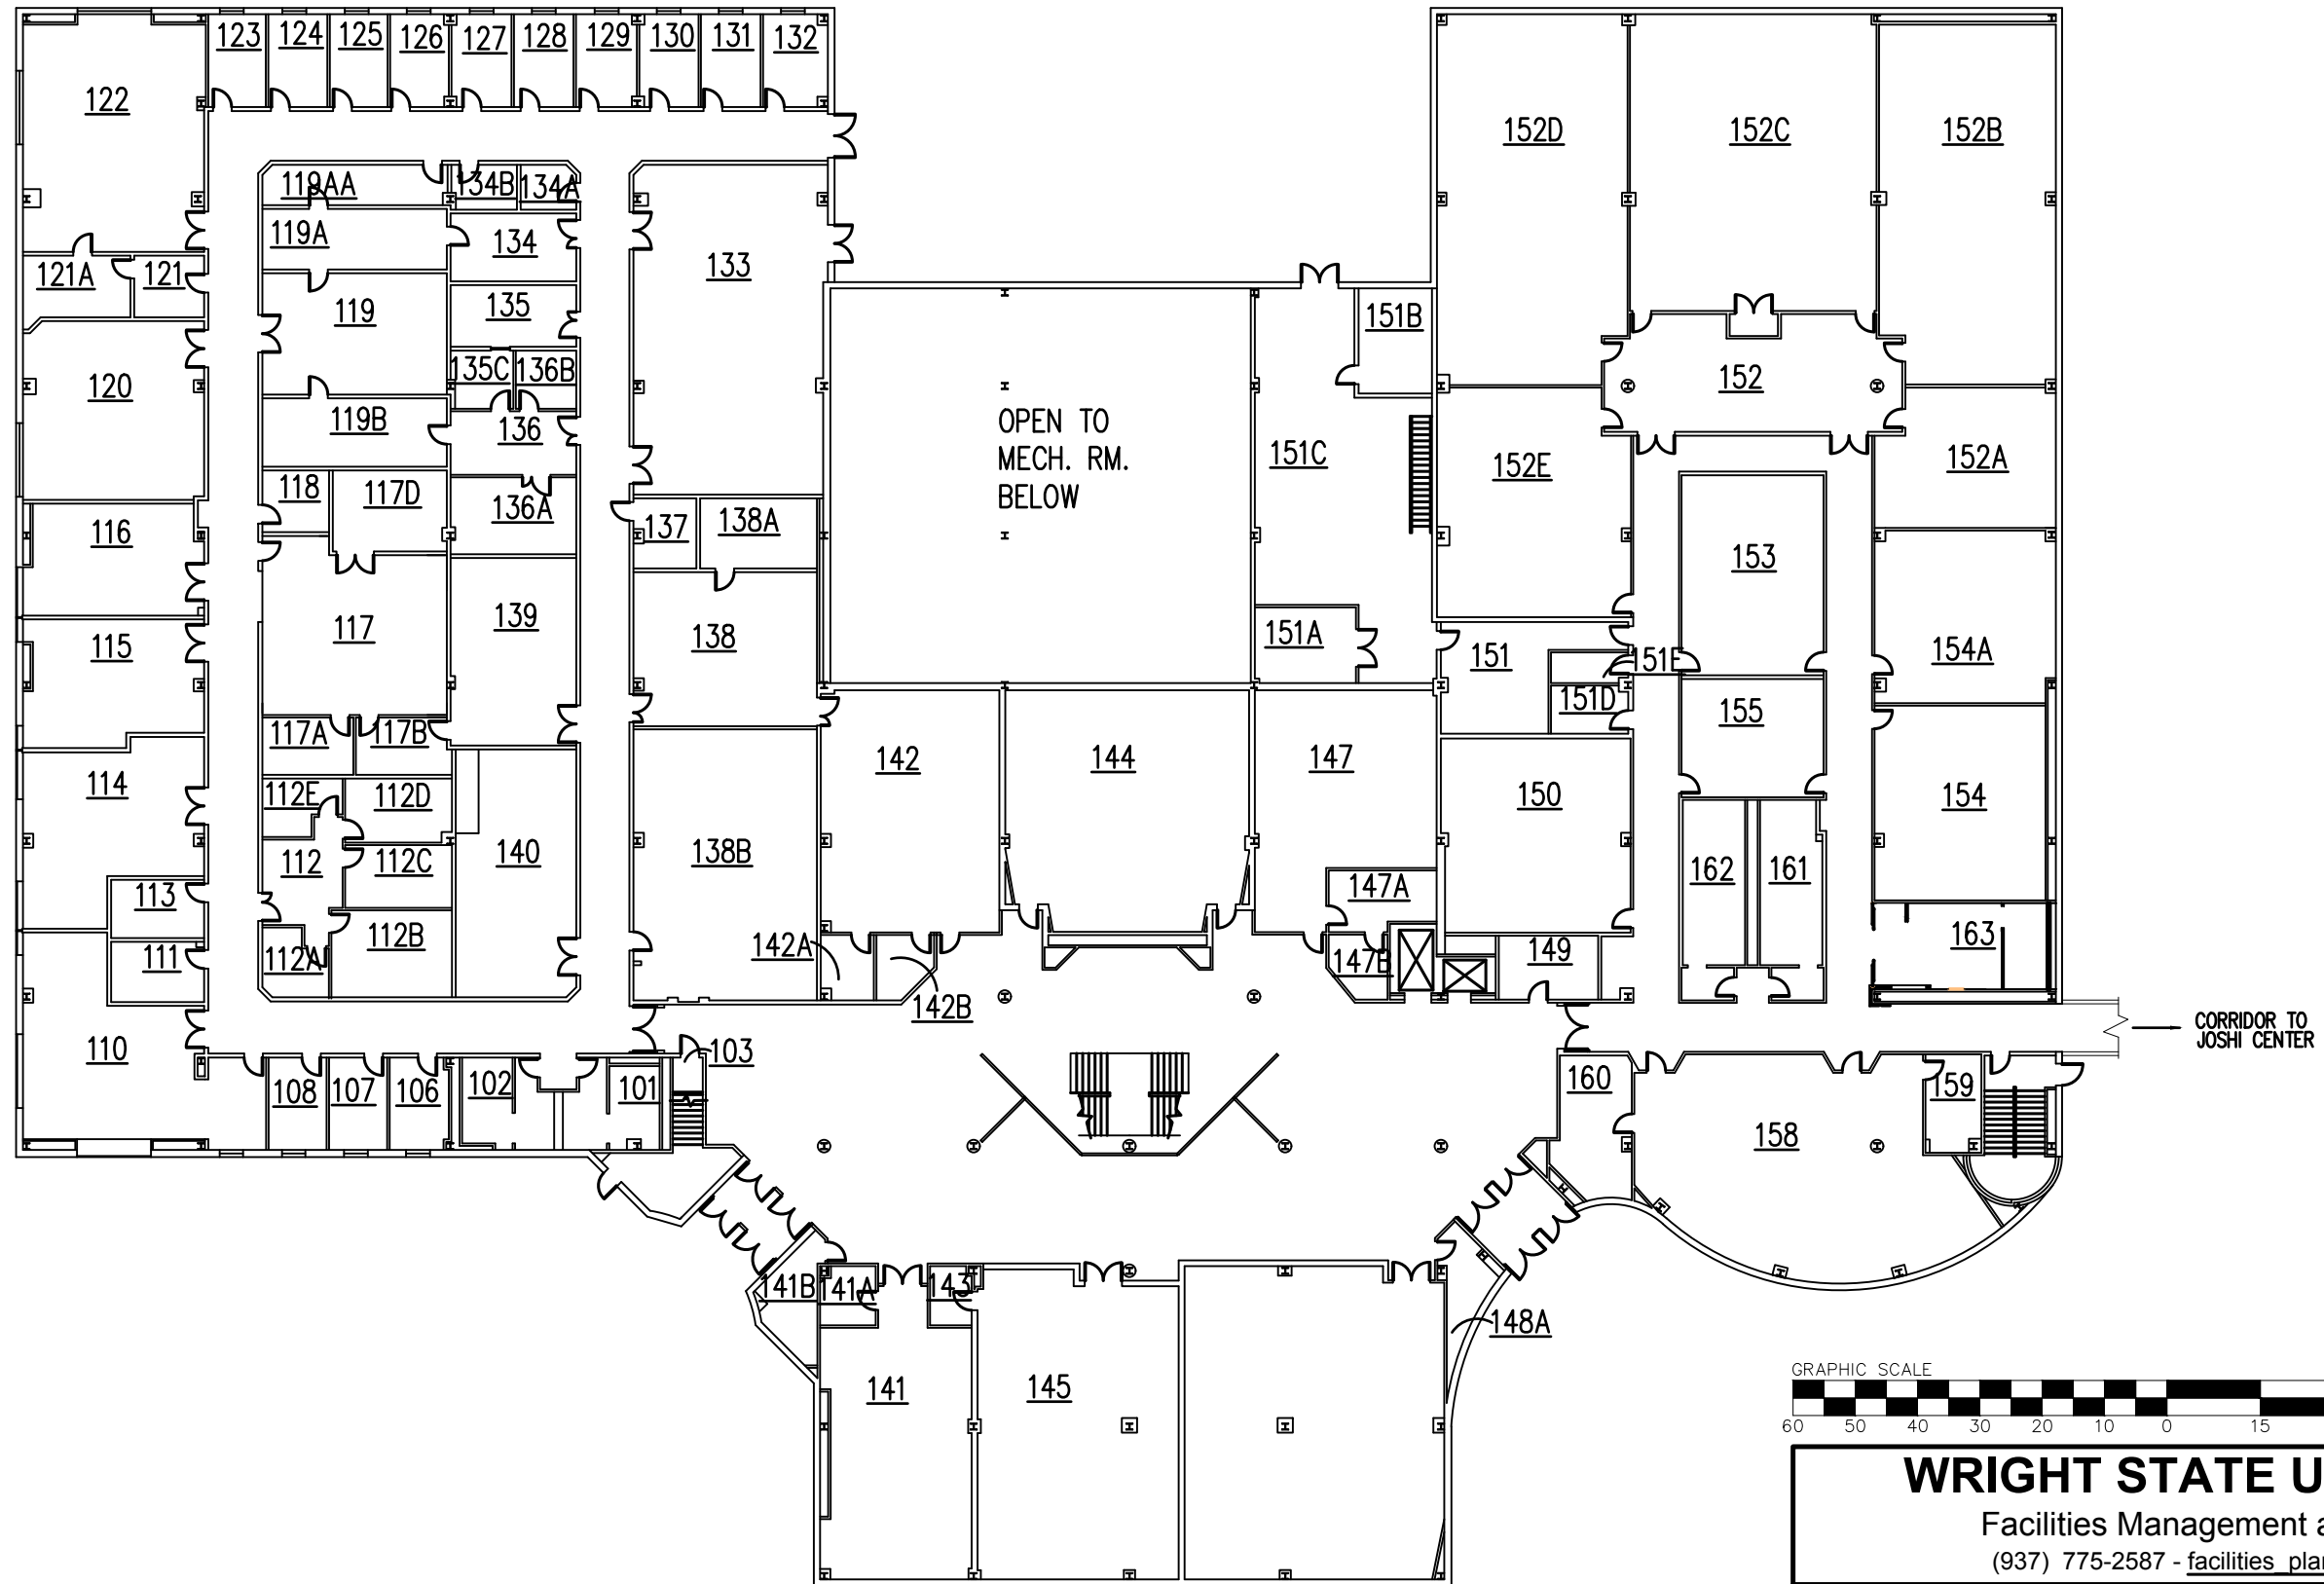 123 124 125 126 127 128 129 130 131 132
122
152D 152C 152B
119AA 134B 134A
119A 134
121A 121 133
119 135 151B
120 135C 136B 152
119B 136
OPEN TO
MECH. RM.
BELOW
151C 152E 152A
118 117D 136A 137 138A
116 153
115 117 139 138 151A 151 151E 154A
151D 155
117A 117B
114 142 144 147 150 154
112E 112D
112 112C 140 138B 147A 162 161
113
111 112A 112B 142A 147B 149 163
142B
110 103
CORRIDOR TO
JOSHI CENTER
108 107 106 102 101 160 159
158
141B 141A 143
148A
141 145
GRAPHIC SCALE
60 50 40 30 20 10 0 15
WRIGHT STATE U
Facilities Management a
(937) 775-2587 - facilities_plan